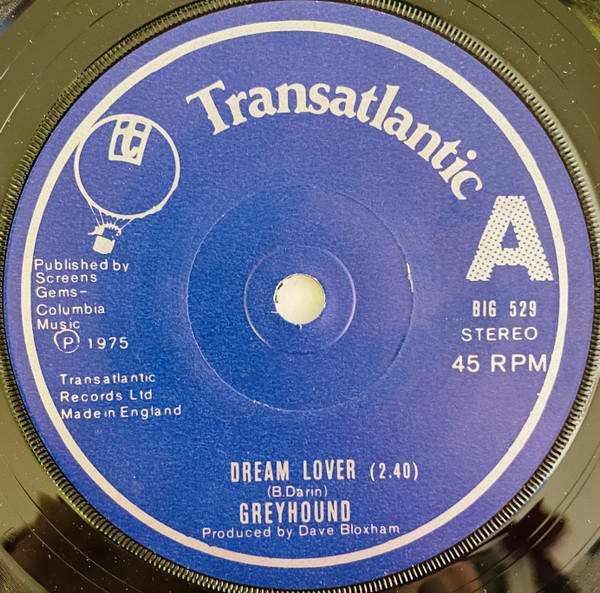 Transatlantic
A
Published by
Screens
Gems-
Columbia
Music
Ⓟ 1975
BIG 529
STEREO
45 RPM
Transatlantic
Records Ltd
Made in England
DREAM LOVER (2.40)
(B.Darin)
GREYHOUND
Produced by Dave Bloxham